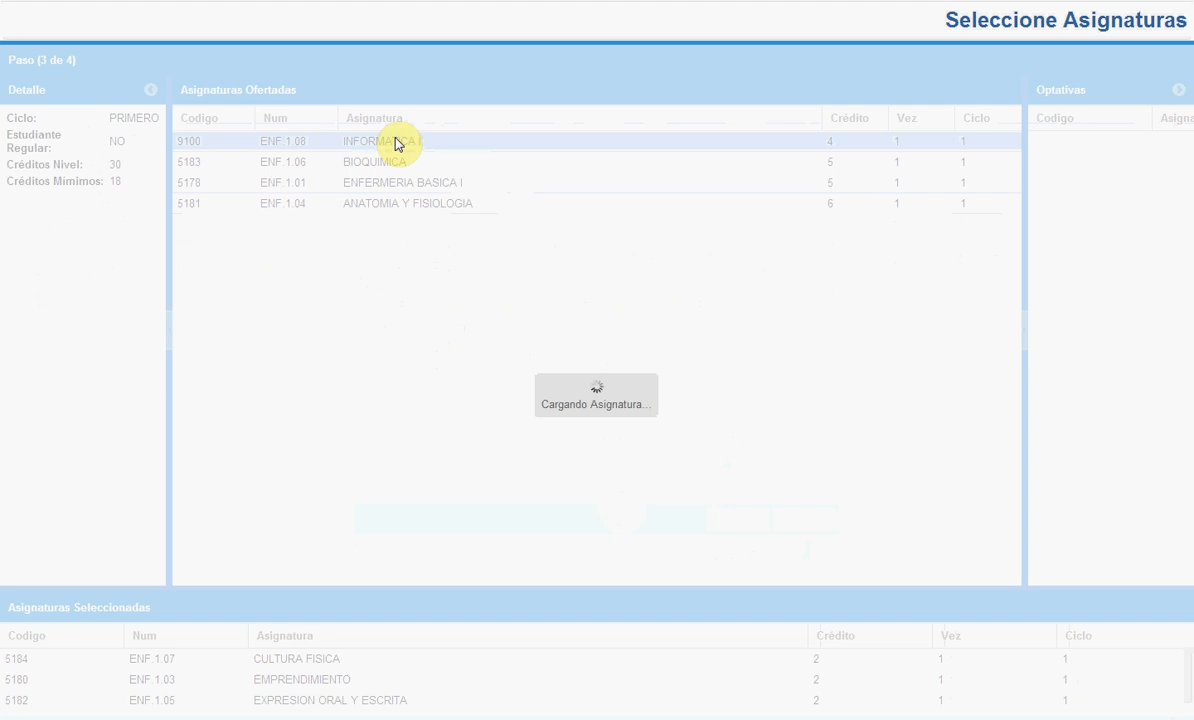 Seleccione Asignaturas
Paso (3 de 4)
Detalle
Ciclo: PRIMERO
Estudiante Regular: NO
Créditos Nivel: 30
Créditos Mímimos: 18
Asignaturas Ofertadas
Codigo Num Asignatura Crédito Vez Ciclo
9100 ENF.1.08 INFORMATICA I 4 1 1
5183 ENF.1.06 BIOQUIMICA 5 1 1
5178 ENF.1.01 ENFERMERIA BASICA I 5 1 1
5181 ENF.1.04 ANATOMIA Y FISIOLOGIA 6 1 1
Optativas
Codigo Asigna
Cargando Asignatura...
Asignaturas Seleccionadas
Codigo Num Asignatura Crédito Vez Ciclo
5184 ENF.1.07 CULTURA FISICA 2 1 1
5180 ENF.1.03 EMPRENDIMIENTO 2 1 1
5182 ENF.1.05 EXPRESION ORAL Y ESCRITA 2 1 1